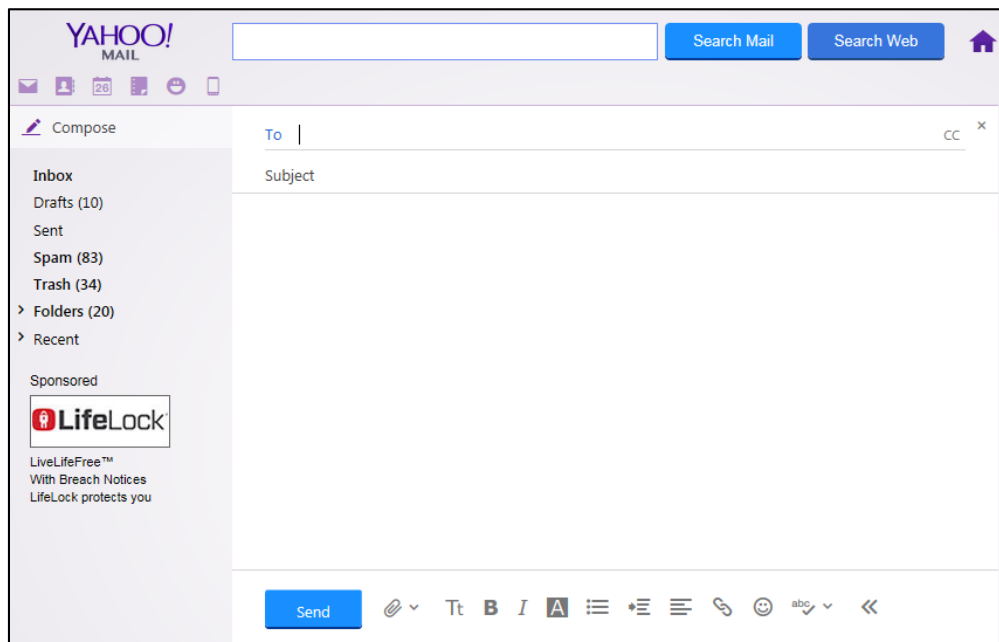 YAHOO!
MAIL
Search Mail
Search Web
26
Compose
To
CC
Subject
Inbox
Drafts (10)
Sent
Spam (83)
Trash (34)
Folders (20)
Recent
Sponsored
LifeLock
LiveLifeFree™
With Breach Notices
LifeLock protects you
Send
Tt
B
I
A
abc